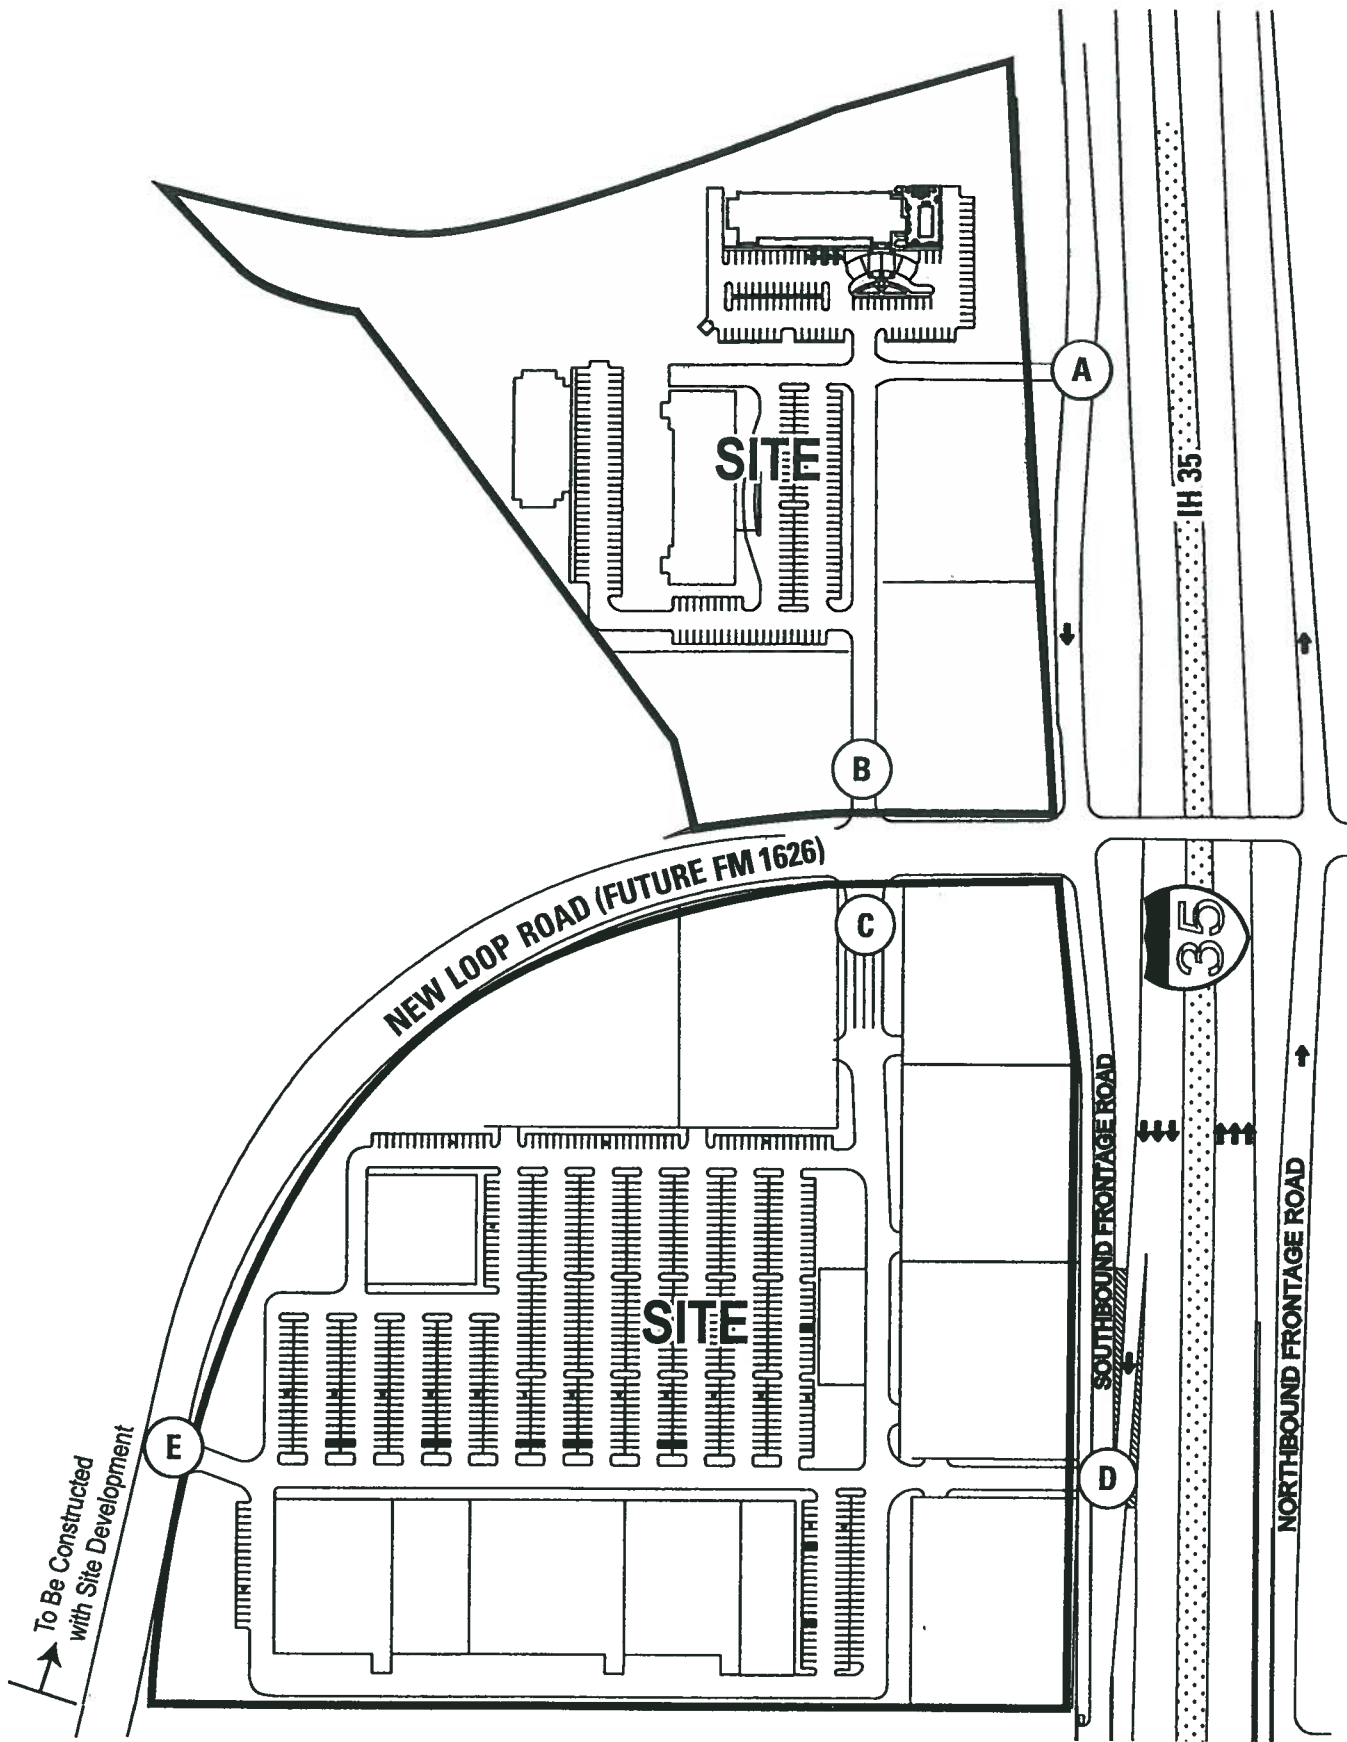 A
SITE
IH 35
B
NEW LOOP ROAD (FUTURE FM 1626)
C
35
SOUTHBOUND FRONTAGE ROAD
NORTHBOUND FRONTAGE ROAD
SITE
E
D
To Be Constructed
with Site Development